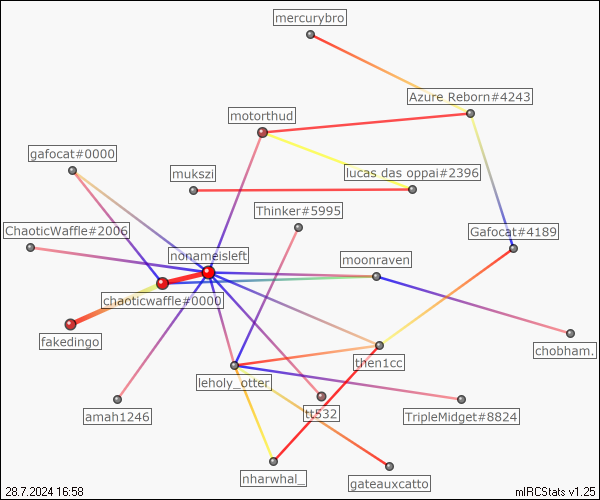 mercurybro
Azure Reborn#4243
motorthud
gafocat#0000
mukszi
lucas das oppai#2396
Thinker#5995
ChaoticWaffle#2006
Gafocat#4189
nonameisleft
moonraven
chaoticwaffle#0000
fakedingo
chobham.
then1cc
leholy_otter
amah1246
tt532
TripleMidget#8824
nharwhal_
gateauxcatto
28.7.2024 16:58
mIRCStats v1.25